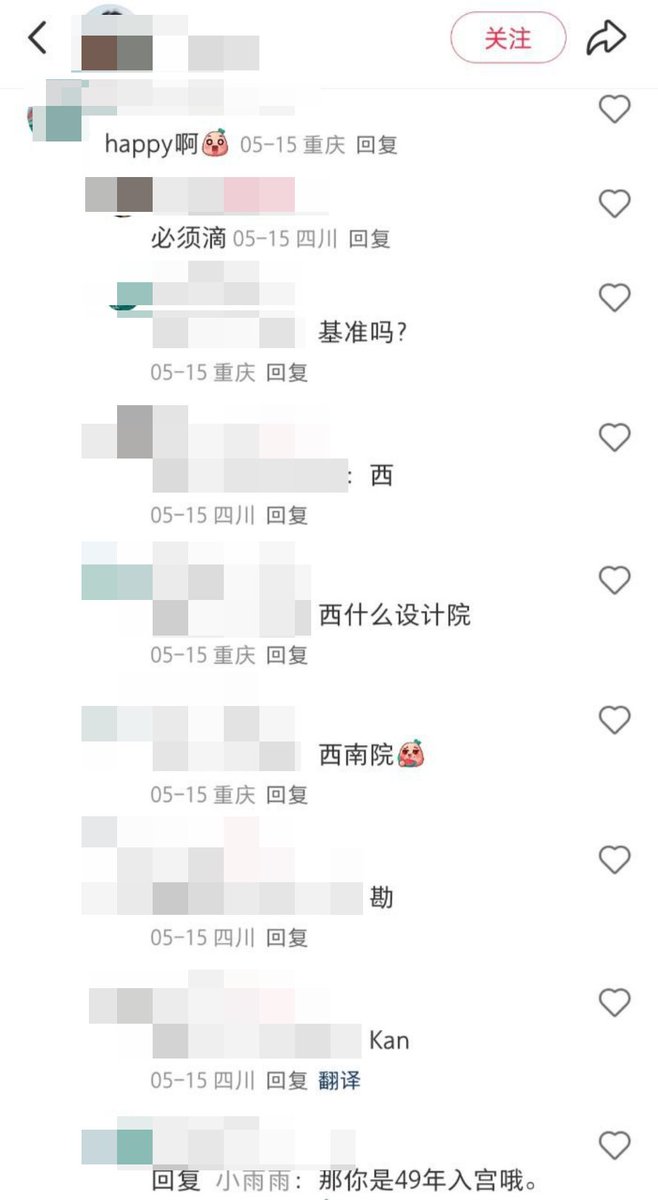 关注
happy啊 05-15 重庆 回复
必须滴 05-15 四川 回复
基准吗?
05-15 重庆 回复
: 西
05-15 四川 回复
西什么设计院
05-15 重庆 回复
西南院
05-15 重庆 回复
勘
05-15 四川 回复
Kan
05-15 四川 回复 翻译
回复 小雨雨: 那你是49年入宫哦。